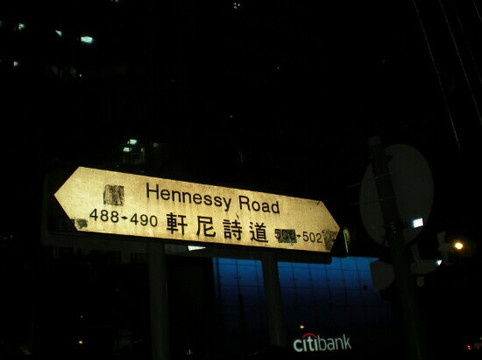 Hennessy Road
488-490 軒尼詩道 -502
citibank